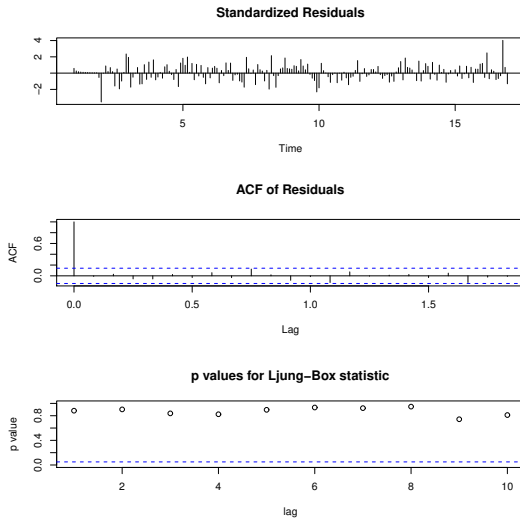 Standardized Residuals
4
2
−2
5
10
15
Time
ACF of Residuals
ACF
0.6
0.0
0.0
0.5
1.0
1.5
Lag
p values for Ljung−Box statistic
p value
0.8
0.4
0.0
2
4
6
8
10
lag